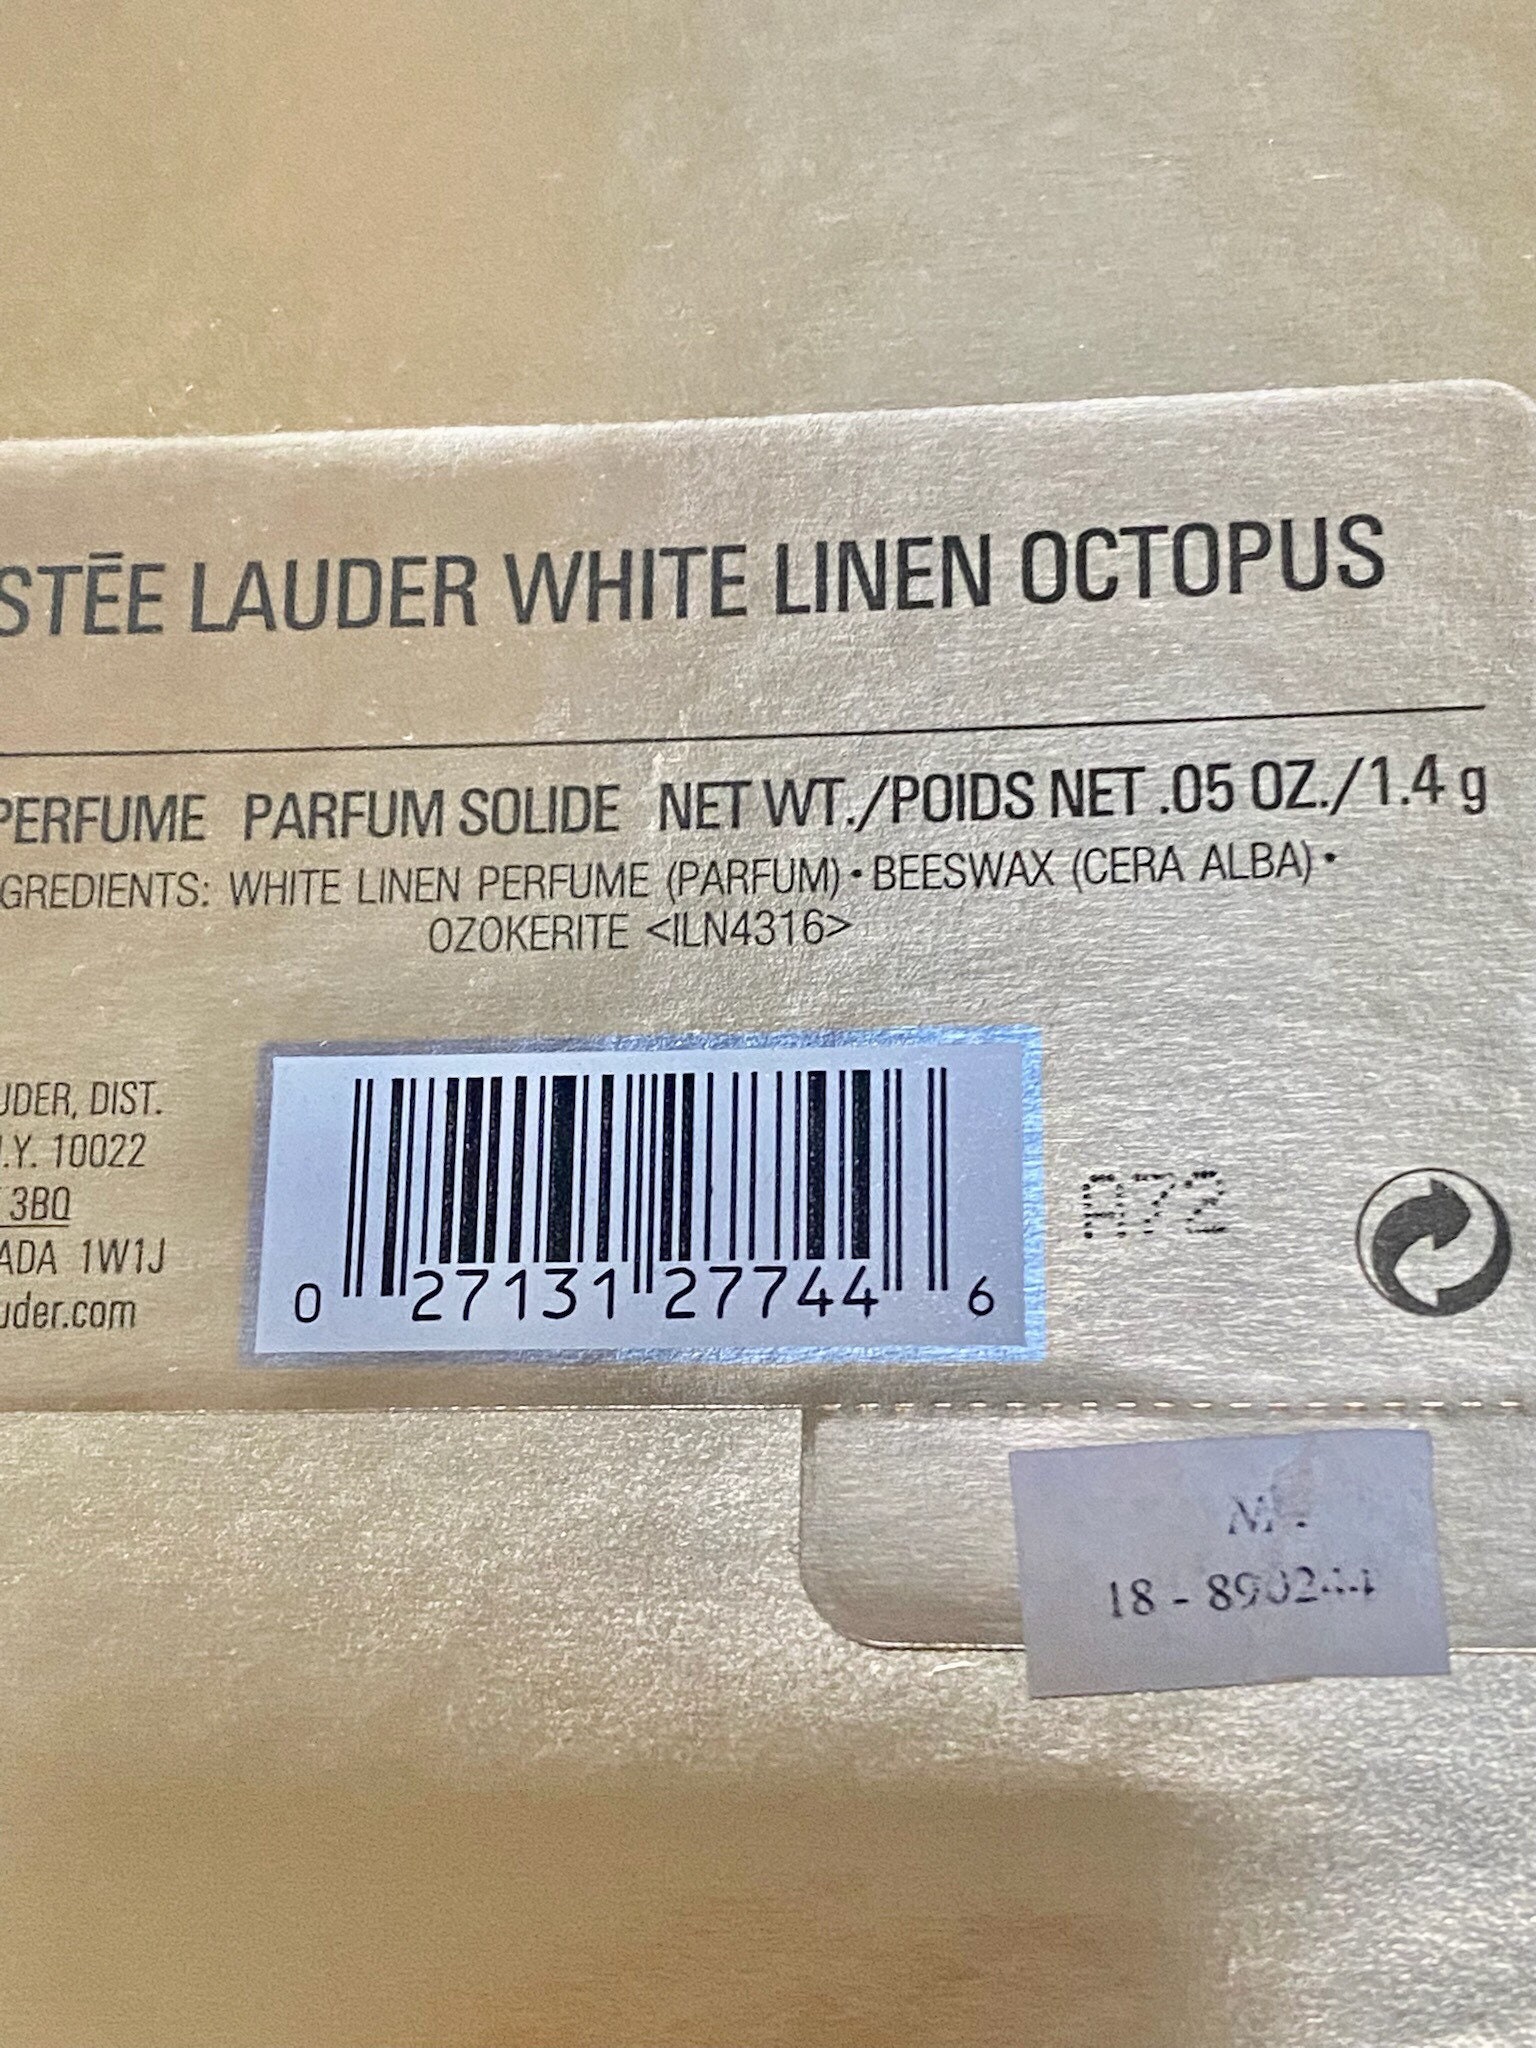 STĒE LAUDER WHITE LINEN OCTOPUS
PERFUME PARFUM SOLIDE NET WT./POIDS NET .05 OZ./1.4 g
GREDIENTS: WHITE LINEN PERFUME (PARFUM) • BEESWAX (CERA ALBA) •
OZOKERITE <ILN4316>
UDER, DIST.
.Y. 10022
3BQ
ADA 1W1J
uder.com
0 27131 27744 6
A72
18 -